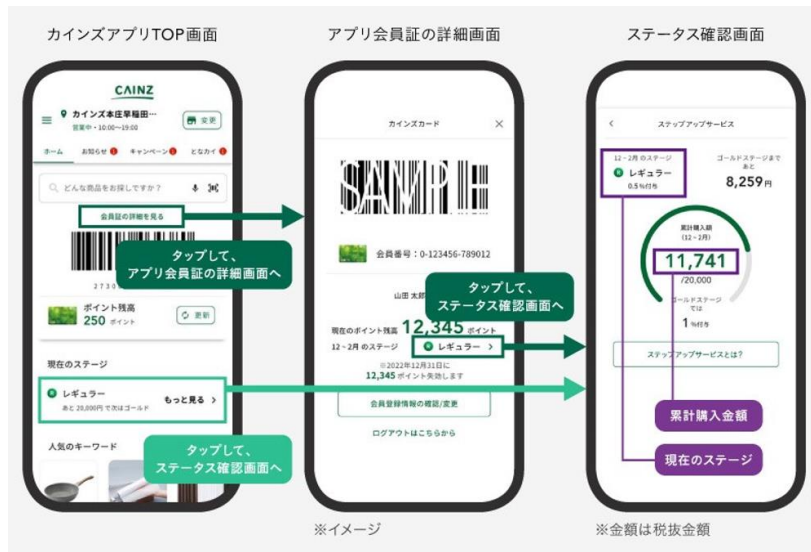 カインズアプリTOP画面
アプリ会員証の詳細画面
ステータス確認画面
CAINZ
カインズ本庄早稲田…
営業中・10:00〜19:00
変更
ホーム
お知らせ
キャンペーン
となカイ
どんな商品をお探しですか？
会員証の詳細を見る
タップして、
アプリ会員証の詳細画面へ
ポイント残高
250 ポイント
更新
現在のステージ
R レギュラー
もっと見る >
あと 20,000円 で次はゴールド
人気のキーワード
タップして、
ステータス確認画面へ
カインズカード
×
SAMPLE
会員番号：0-123456-789012
山田 太郎
タップして、
ステータス確認画面へ
現在のポイント残高 12,345 ポイント
12 - 2月 のステージ
R レギュラー >
※2022年12月31日に
12,345 ポイント失効します
会員登録情報の確認/変更
ログアウトはこちらから
※イメージ
< ステップアップサービス
12 - 2月 のステージ
R レギュラー
0.5%付与
ゴールドステージまで
あと
8,259円
累計購入額
(12 - 2月)
11,741
/20,000
ゴールドステージ
では
1 %付与
ステップアップサービスとは？
累計購入金額
現在のステージ
※金額は税抜金額